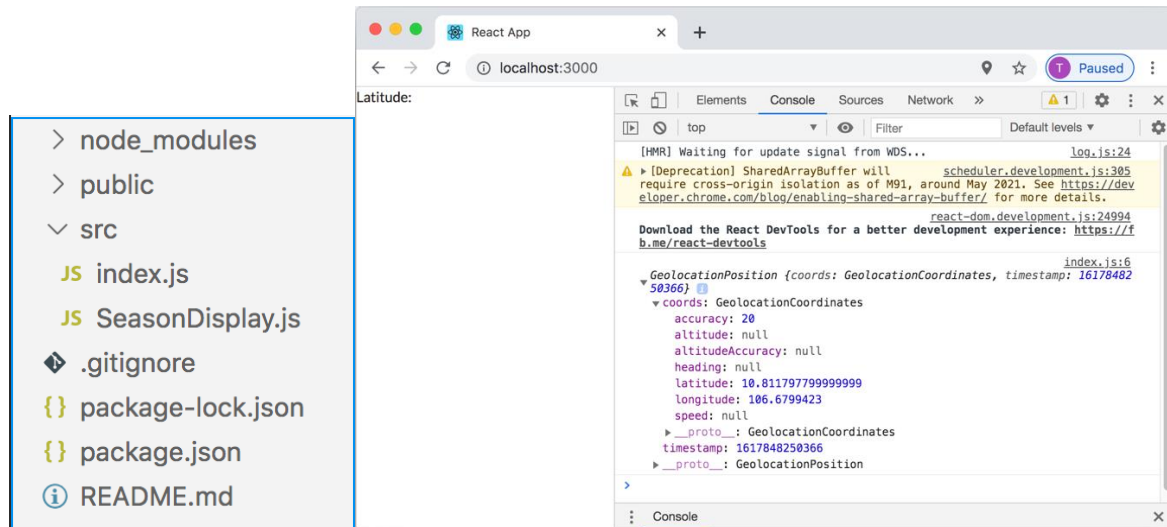 node_modules
public
src
JS index.js
JS SeasonDisplay.js
.gitignore
{} package-lock.json
{} package.json
README.md
React App
localhost:3000
T Paused
Latitude:
Elements Console Sources Network » 1
top Filter Default levels ▼
[HMR] Waiting for update signal from WDS... log.js:24
[Deprecation] SharedArrayBuffer will scheduler.development.js:305
require cross-origin isolation as of M91, around May 2021. See https://dev
eloper.chrome.com/blog/enabling-shared-array-buffer/ for more details.
react-dom.development.js:24994
Download the React DevTools for a better development experience: https://f
b.me/react-devtools
index.js:6
GeolocationPosition {coords: GeolocationCoordinates, timestamp: 16178482
50366}
coords: GeolocationCoordinates
accuracy: 20
altitude: null
altitudeAccuracy: null
heading: null
latitude: 10.811797799999999
longitude: 106.6799423
speed: null
__proto__: GeolocationCoordinates
timestamp: 1617848250366
__proto__: GeolocationPosition
Console